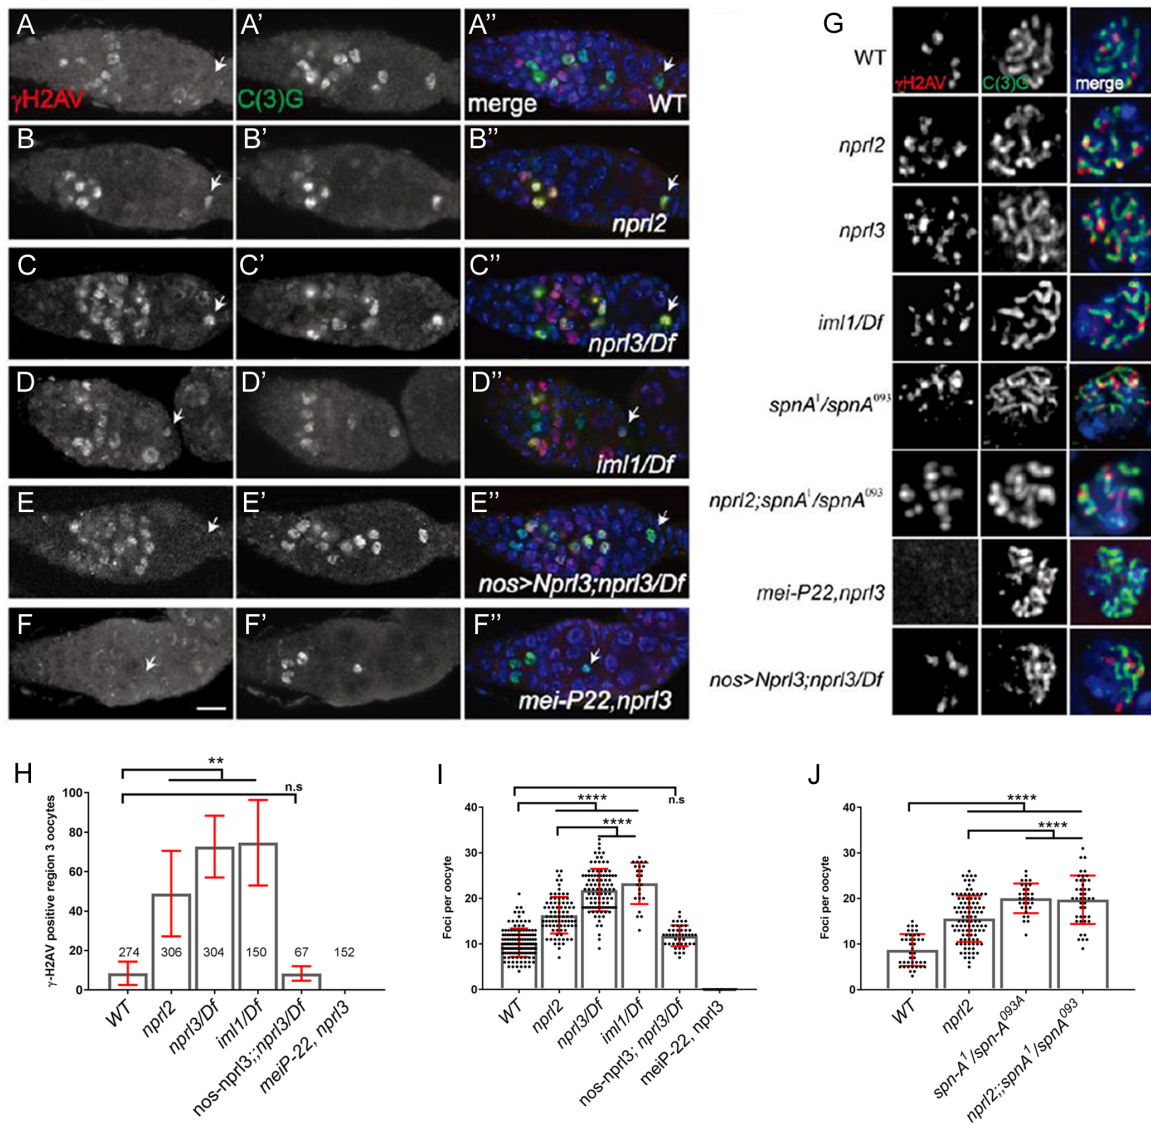 A A' A''
γH2AV C(3)G merge WT
B B' B''
nprl2
C C' C''
nprl3/Df
D D' D''
iml1/Df
E E' E''
nos>Nprl3;nprl3/Df
F F' F''
mei-P22,nprl3
G
WT
γH2AV C(3)G merge
nprl2
nprl3
iml1/Df
spnA¹/spnA⁰⁹³
nprl2;spnA¹/spnA⁰⁹³
mei-P22,nprl3
nos>Nprl3;nprl3/Df
H
**
n.s
γ-H2AV positive region 3 oocytes
100
80
60
40
20
0
274 306 304 150 67 152
WT
nprl2
nprl3/Df
iml1/Df
nos-nprl3;;nprl3/Df
meiP-22, nprl3
I
n.s
****
****
Foci per oocyte
40
30
20
10
0
WT
nprl2
nprl3/Df
iml1/Df
nos-nprl3; nprl3/Df
meiP-22, nprl3
J
****
****
Foci per oocyte
40
30
20
10
0
WT
nprl2
spn-A¹/spn-A⁰⁹³ᴬ
nprl2;;spnA¹/spnA⁰⁹³